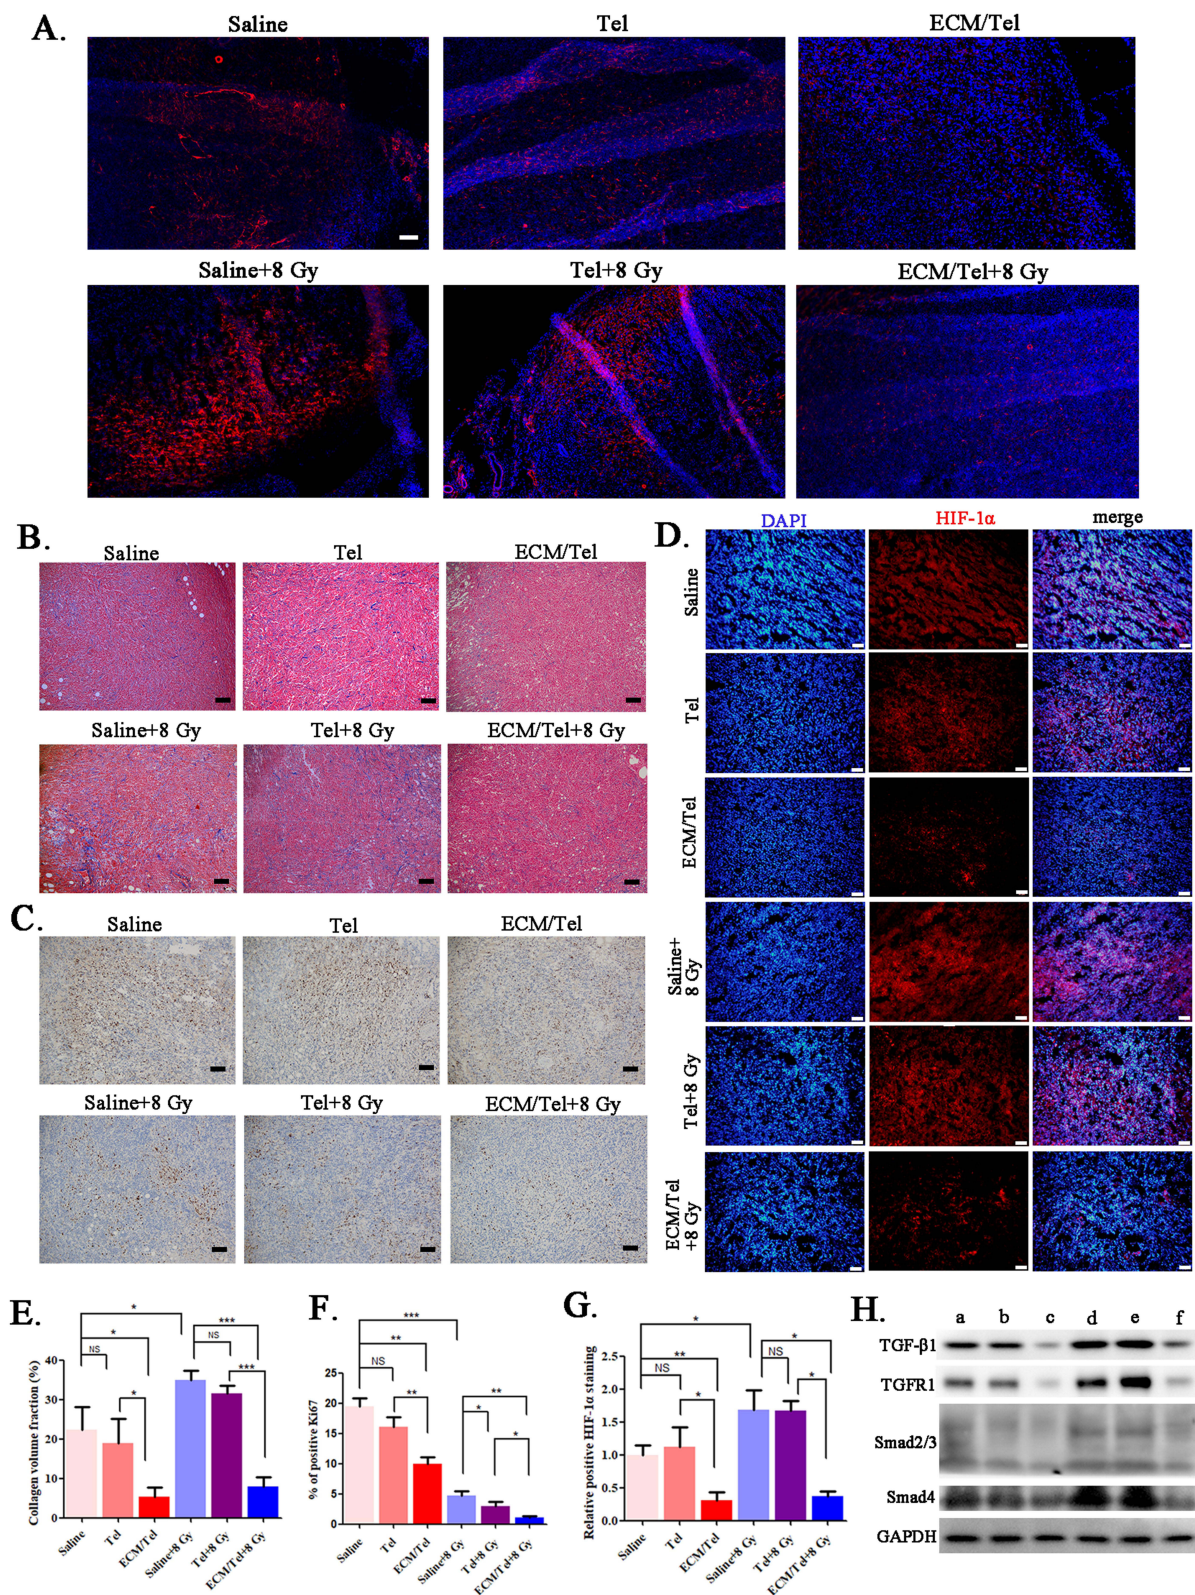 A.
Saline Tel ECM/Tel
Saline+8 Gy Tel+8 Gy ECM/Tel+8 Gy
B.
Saline Tel ECM/Tel
Saline+8 Gy Tel+8 Gy ECM/Tel+8 Gy
C.
Saline Tel ECM/Tel
Saline+8 Gy Tel+8 Gy ECM/Tel+8 Gy
D.
DAPI HIF-1α merge
Saline
Tel
ECM/Tel
Saline+
8 Gy
Tel+8 Gy
ECM/Tel
+8 Gy
E.
Collagen volume fraction (%)
40
30
20
10
0
* * NS * *** NS ***
Saline Tel ECM/Tel Saline+8 Gy Tel+8 Gy ECM/Tel+8 Gy
F.
% of positive Ki67
25
20
15
10
5
0
*** ** NS ** ** * *
Saline Tel ECM/Tel Saline+8 Gy Tel+8 Gy ECM/Tel+8 Gy
G.
Relative positive HIF-1α staining
2.5
2.0
1.5
1.0
0.5
0.0
* ** NS * * NS *
Saline Tel ECM/Tel Saline+8 Gy Tel+8 Gy ECM/Tel+8 Gy
H.
a b c d e f
TGF-β1
TGFR1
Smad2/3
Smad4
GAPDH